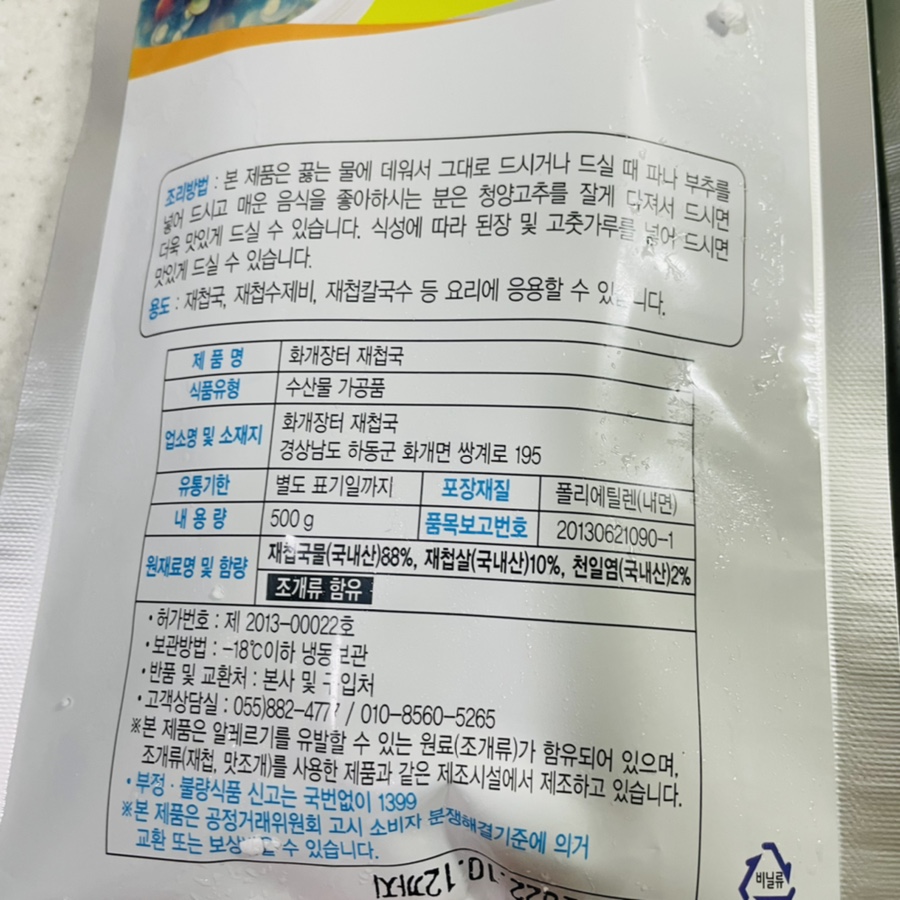 조리방법 : 본 제품은 끓는 물에 데워서 그대로 드시거나 드실 때 파나 부추를
넣어 드시고 매운 음식을 좋아하시는 분은 청양고추를 잘게 다져서 드시면
더욱 맛있게 드실 수 있습니다. 식성에 따라 된장 및 고춧가루를 넣어 드시면
맛있게 드실 수 있습니다.
용도 : 재첩국, 재첩수제비, 재첩칼국수 등 요리에 응용할 수 있습니다.
제 품 명 화개장터 재첩국
식품유형 수산물 가공품
업소명 및 소재지 화개장터 재첩국
경상남도 하동군 화개면 쌍계로 195
유통기한 별도 표기일까지 포장재질 폴리에틸렌(내면)
내 용 량 500g 품목보고번호 20130621090-1
원재료명 및 함량 재첩국물(국내산)88%, 재첩살(국내산)10%, 천일염(국내산)2%
조개류 함유
• 허가번호 : 제 2013-00022호
• 보관방법 : -18℃이하 냉동보관
• 반품 및 교환처 : 본사 및 구입처
• 고객상담실 : 055)882-4777 / 010-8560-5265
※본 제품은 알레르기를 유발할 수 있는 원료(조개류)가 함유되어 있으며,
조개류(재첩, 맛조개)를 사용한 제품과 같은 제조시설에서 제조하고 있습니다.
• 부정 · 불량식품 신고는 국번없이 1399
※본 제품은 공정거래위원회 고시 소비자 분쟁해결기준에 의거
교환 또는 보상받을 수 있습니다.
2022.10.12까지
비닐류